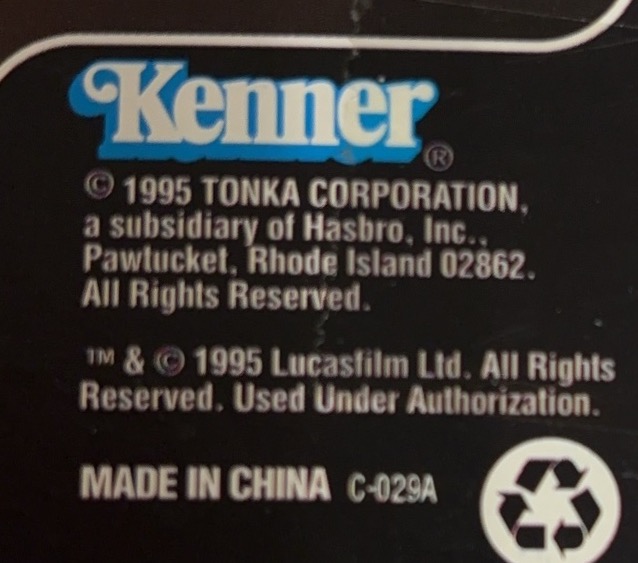 Kenner®
© 1995 TONKA CORPORATION,
a subsidiary of Hasbro, Inc.,
Pawtucket, Rhode Island 02862.
All Rights Reserved.
™ & © 1995 Lucasfilm Ltd. All Rights
Reserved. Used Under Authorization.
MADE IN CHINA C-029A